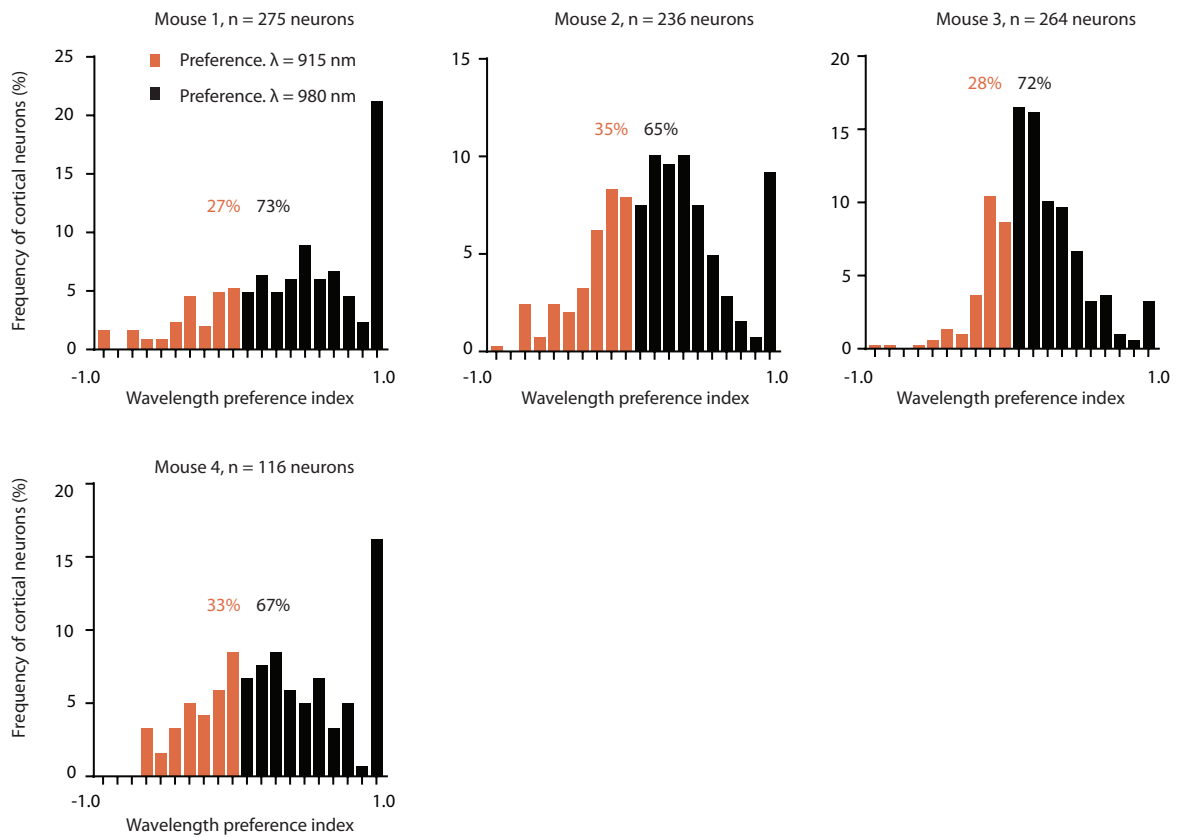 Mouse 1, n = 275 neurons
Mouse 2, n = 236 neurons
Mouse 3, n = 264 neurons
Frequency of cortical neurons (%)
25
20
15
10
5
0
Preference. λ = 915 nm
Preference. λ = 980 nm
27% 73%
-1.0 1.0
Wavelength preference index
15
10
5
0
35% 65%
-1.0 1.0
Wavelength preference index
20
15
10
5
0
28% 72%
-1.0 1.0
Wavelength preference index
Mouse 4, n = 116 neurons
Frequency of cortical neurons (%)
20
15
10
5
0
33% 67%
-1.0 1.0
Wavelength preference index